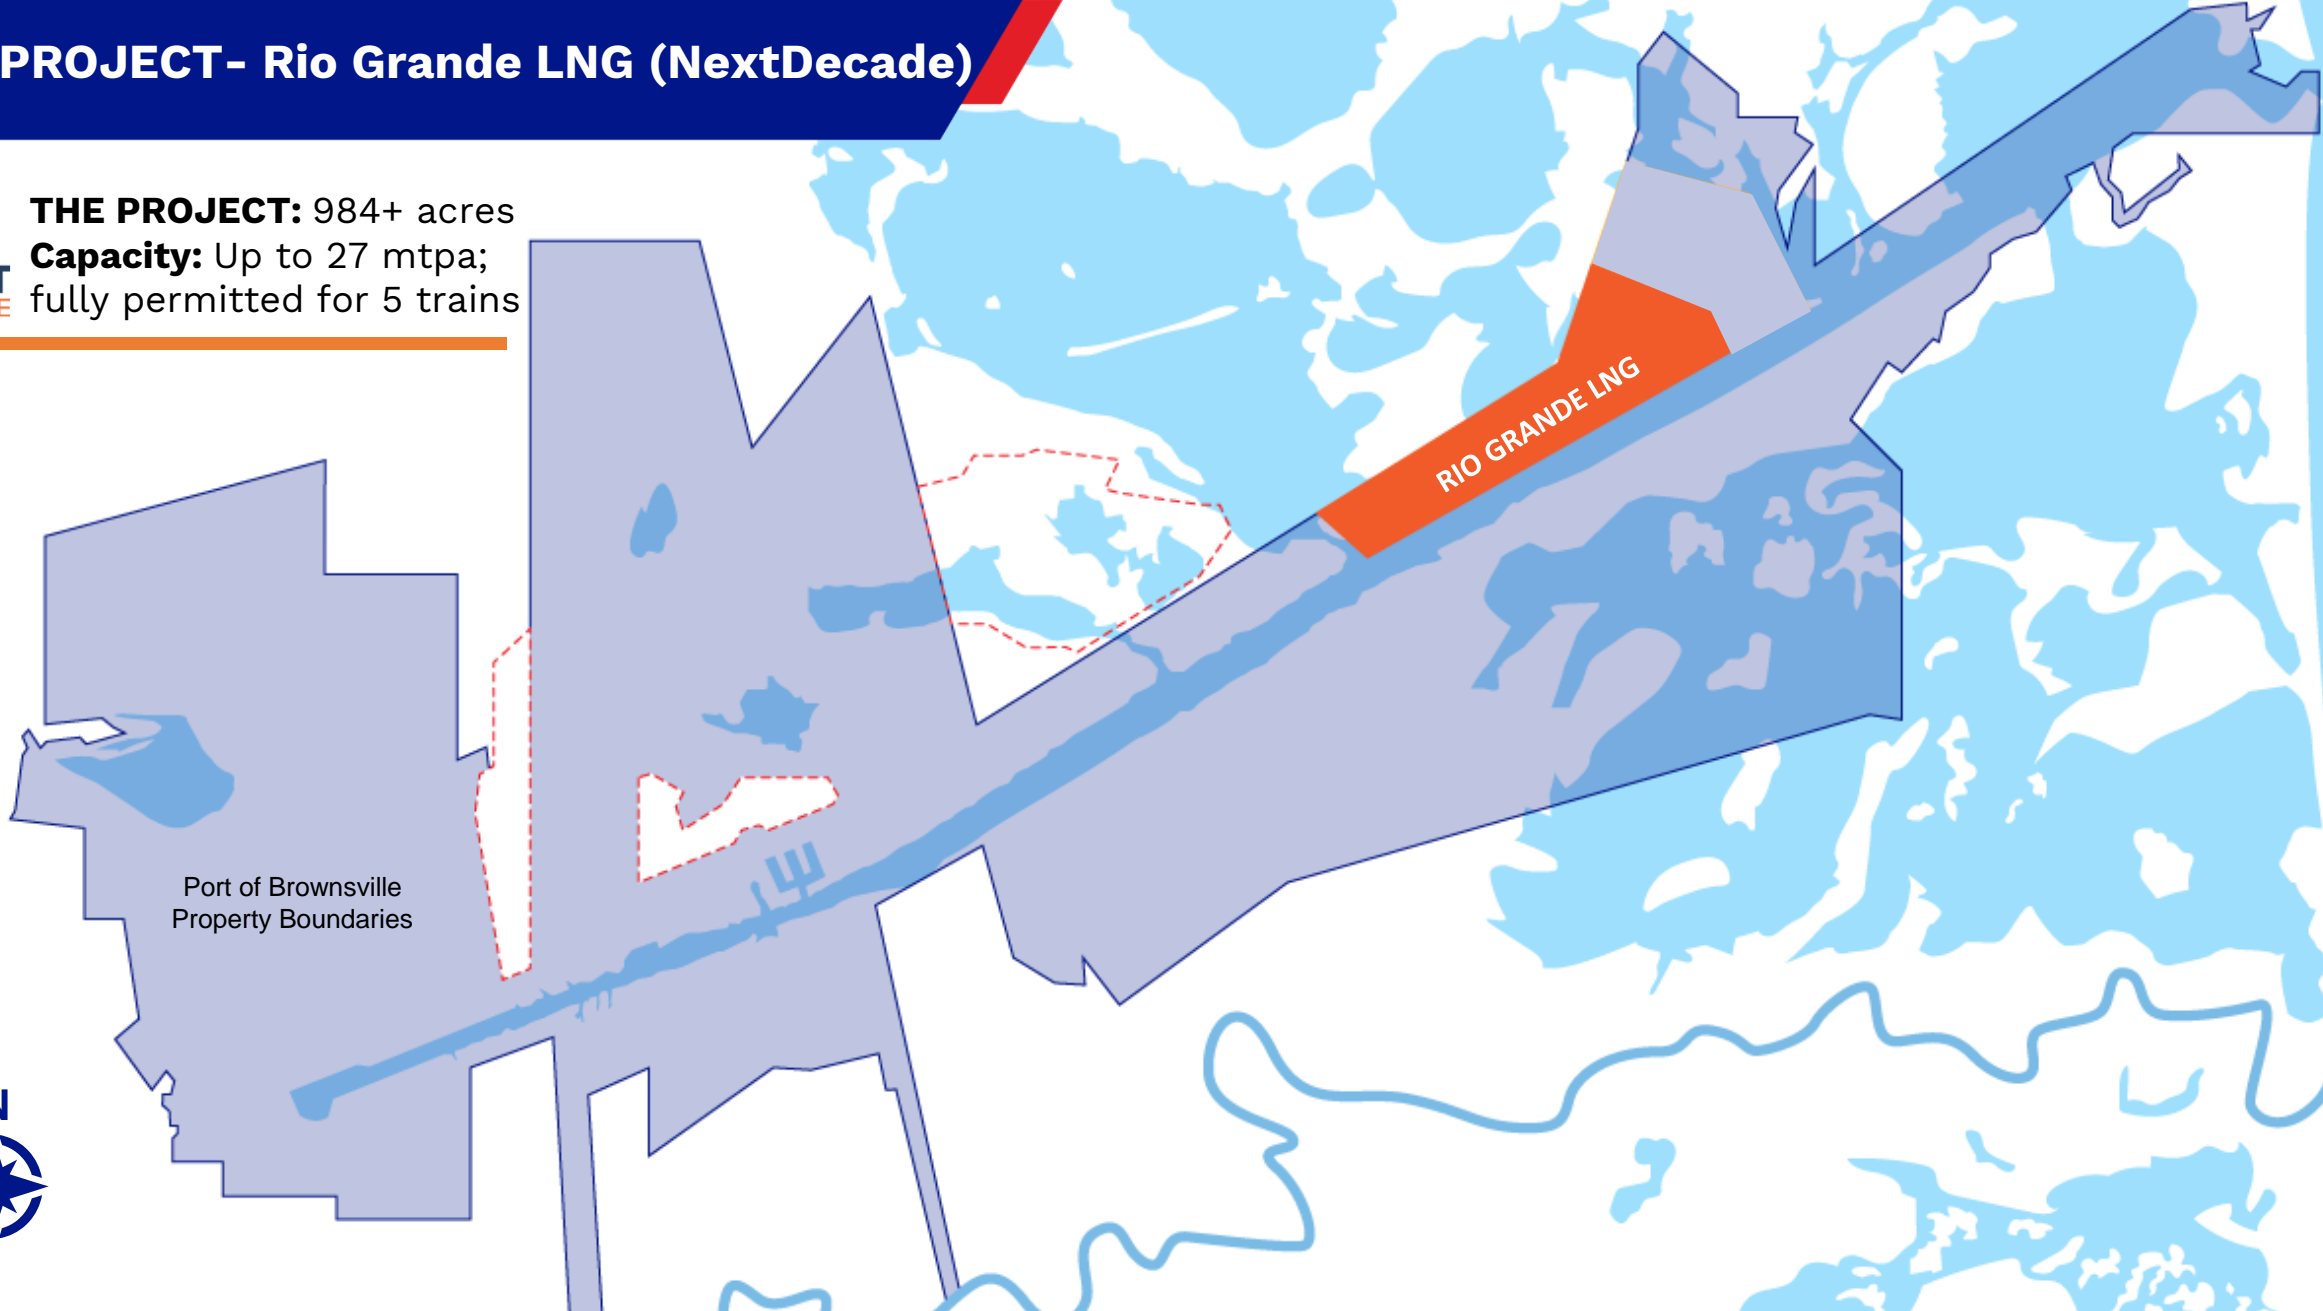 PROJECT- Rio Grande LNG (NextDecade)
THE PROJECT: 984+ acres
Capacity: Up to 27 mtpa;
fully permitted for 5 trains
T
E
RIO GRANDE LNG
Port of Brownsville
Property Boundaries
N